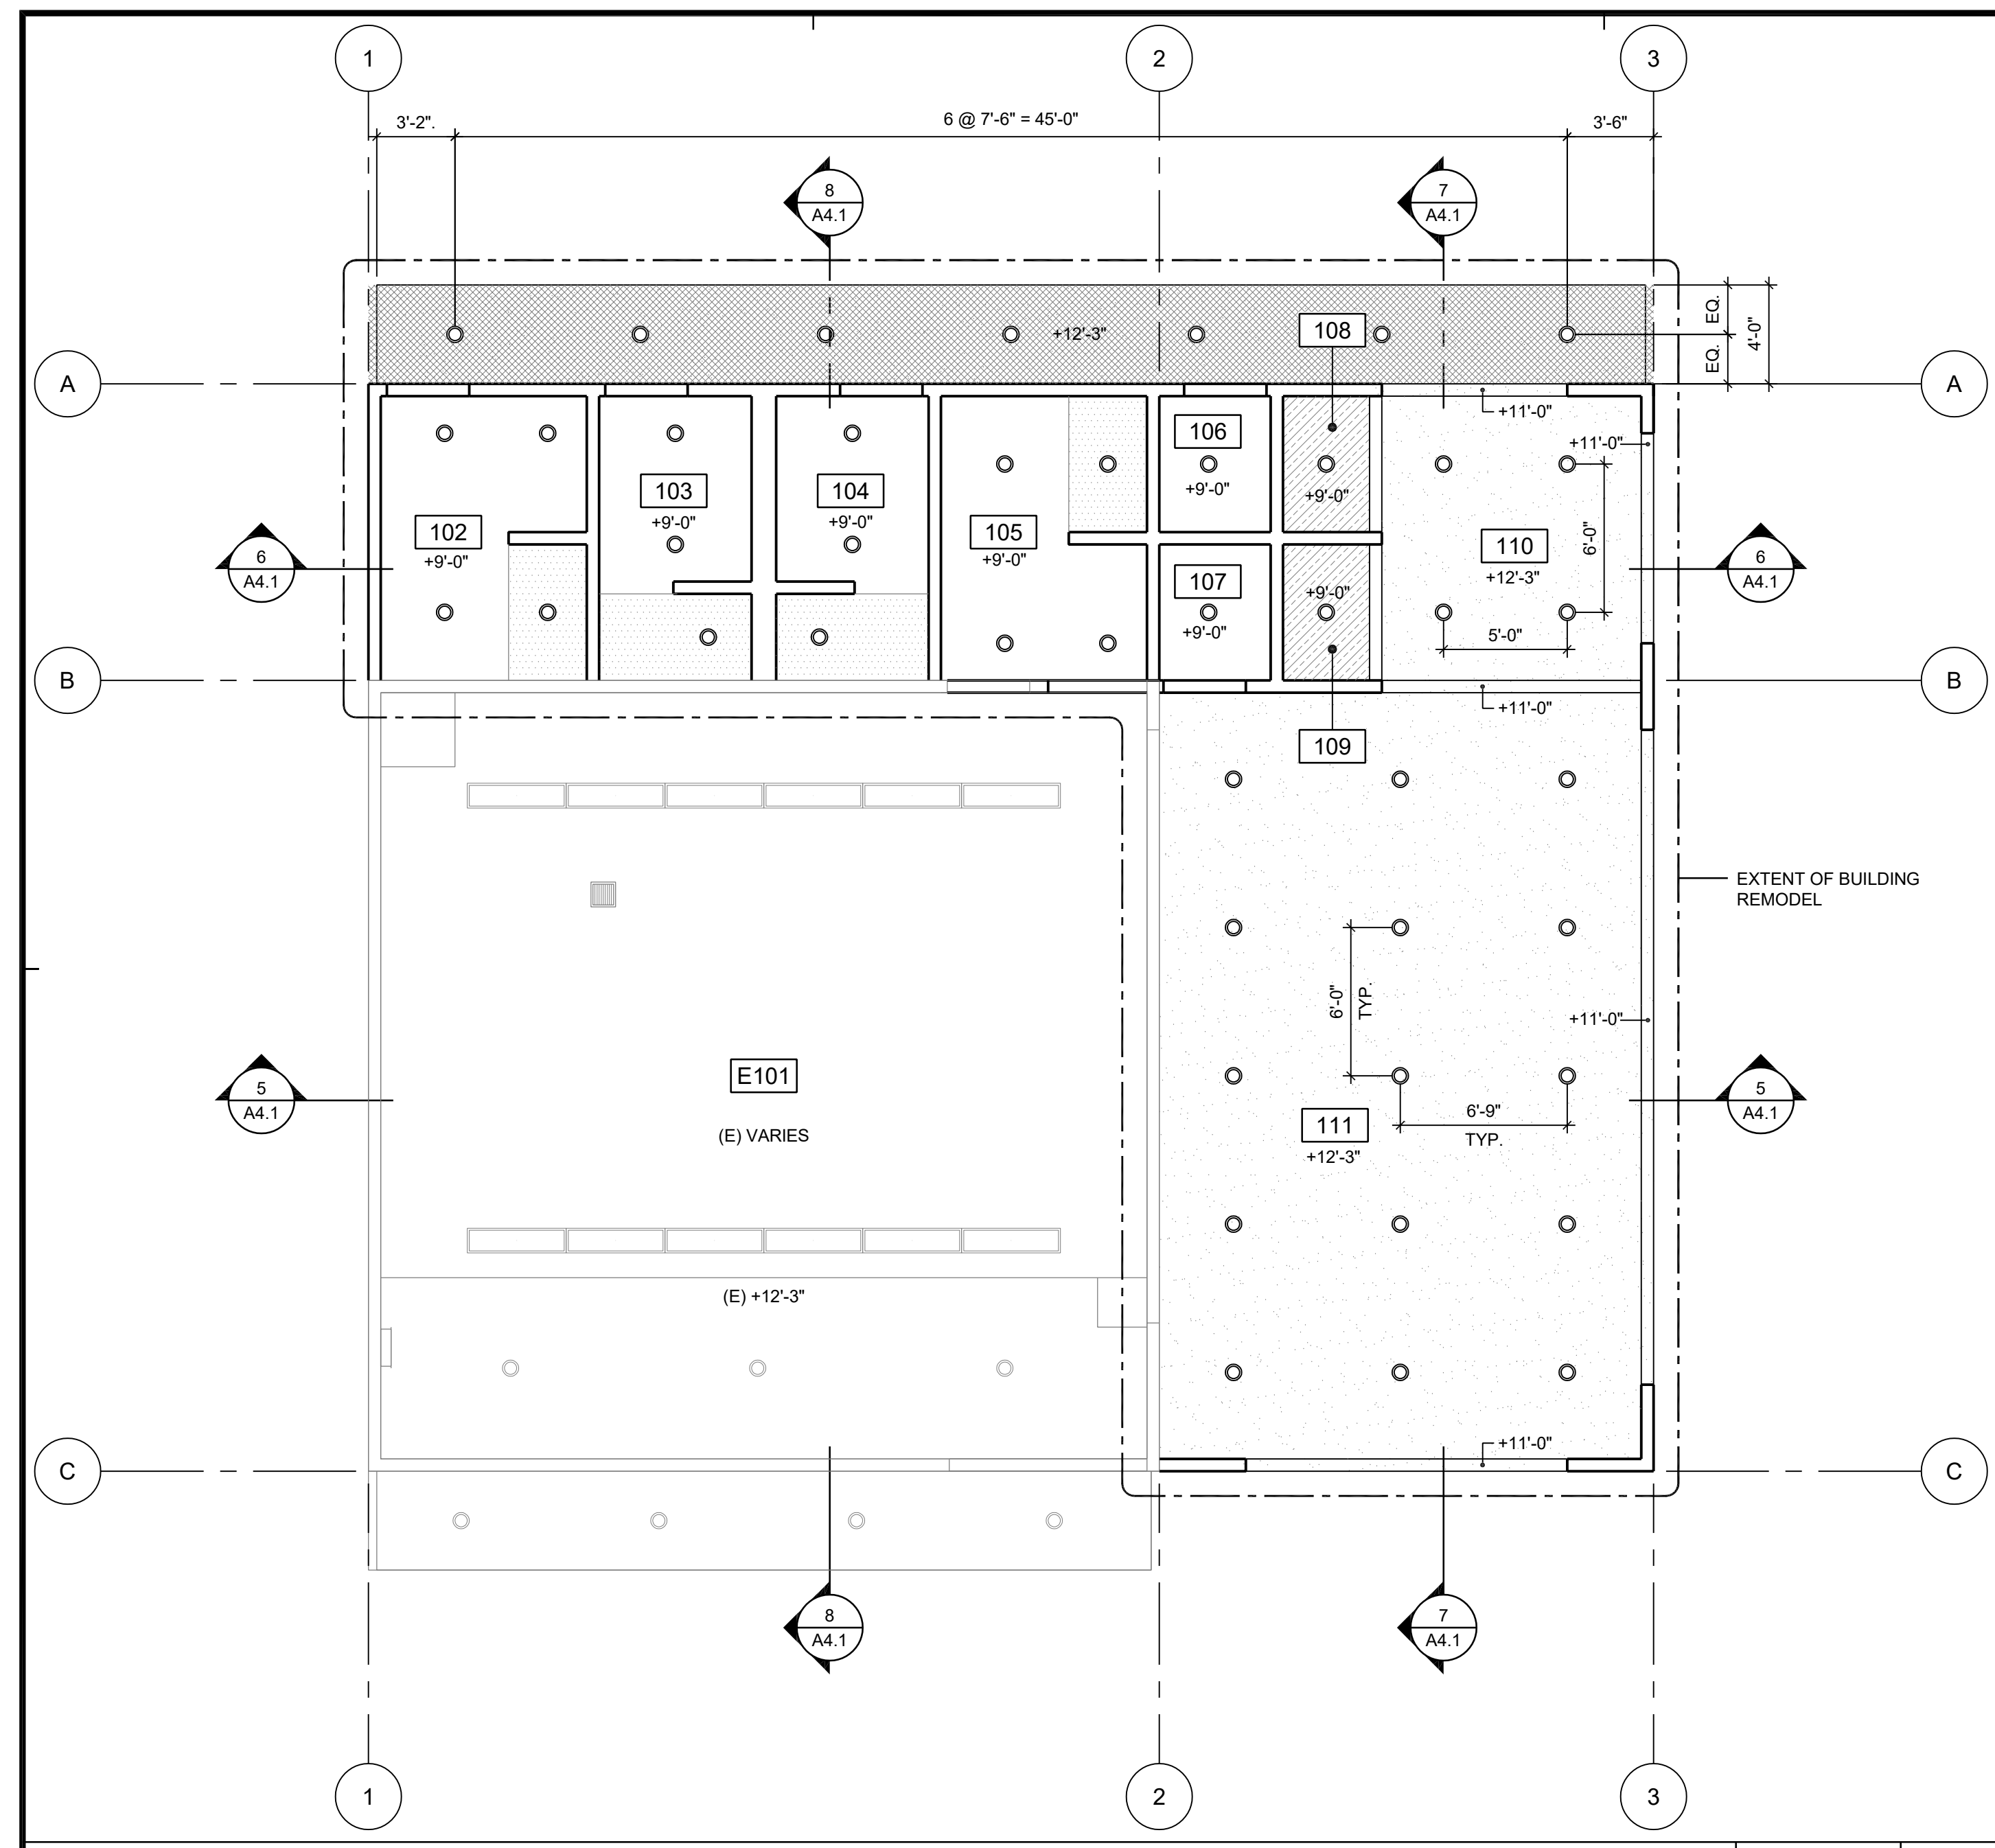 1
2
3
3'-2".
6 @ 7'-6" = 45'-0"
3'-6"
8
A4.1
7
A4.1
+12'-3"
108
EQ.
EQ.
4'-0"
A
A
+11'-0"
+11'-0"
106
+9'-0"
103
+9'-0"
104
+9'-0"
+9'-0"
102
+9'-0"
105
+9'-0"
110
+12'-3"
6'-0"
6
A4.1
6
A4.1
107
+9'-0"
+9'-0"
5'-0"
B
B
+11'-0"
109
EXTENT OF BUILDING
REMODEL
6'-0"
TYP.
+11'-0"
E101
(E) VARIES
5
A4.1
5
A4.1
6'-9"
TYP.
111
+12'-3"
(E) +12'-3"
+11'-0"
C
C
8
A4.1
7
A4.1
1
2
3